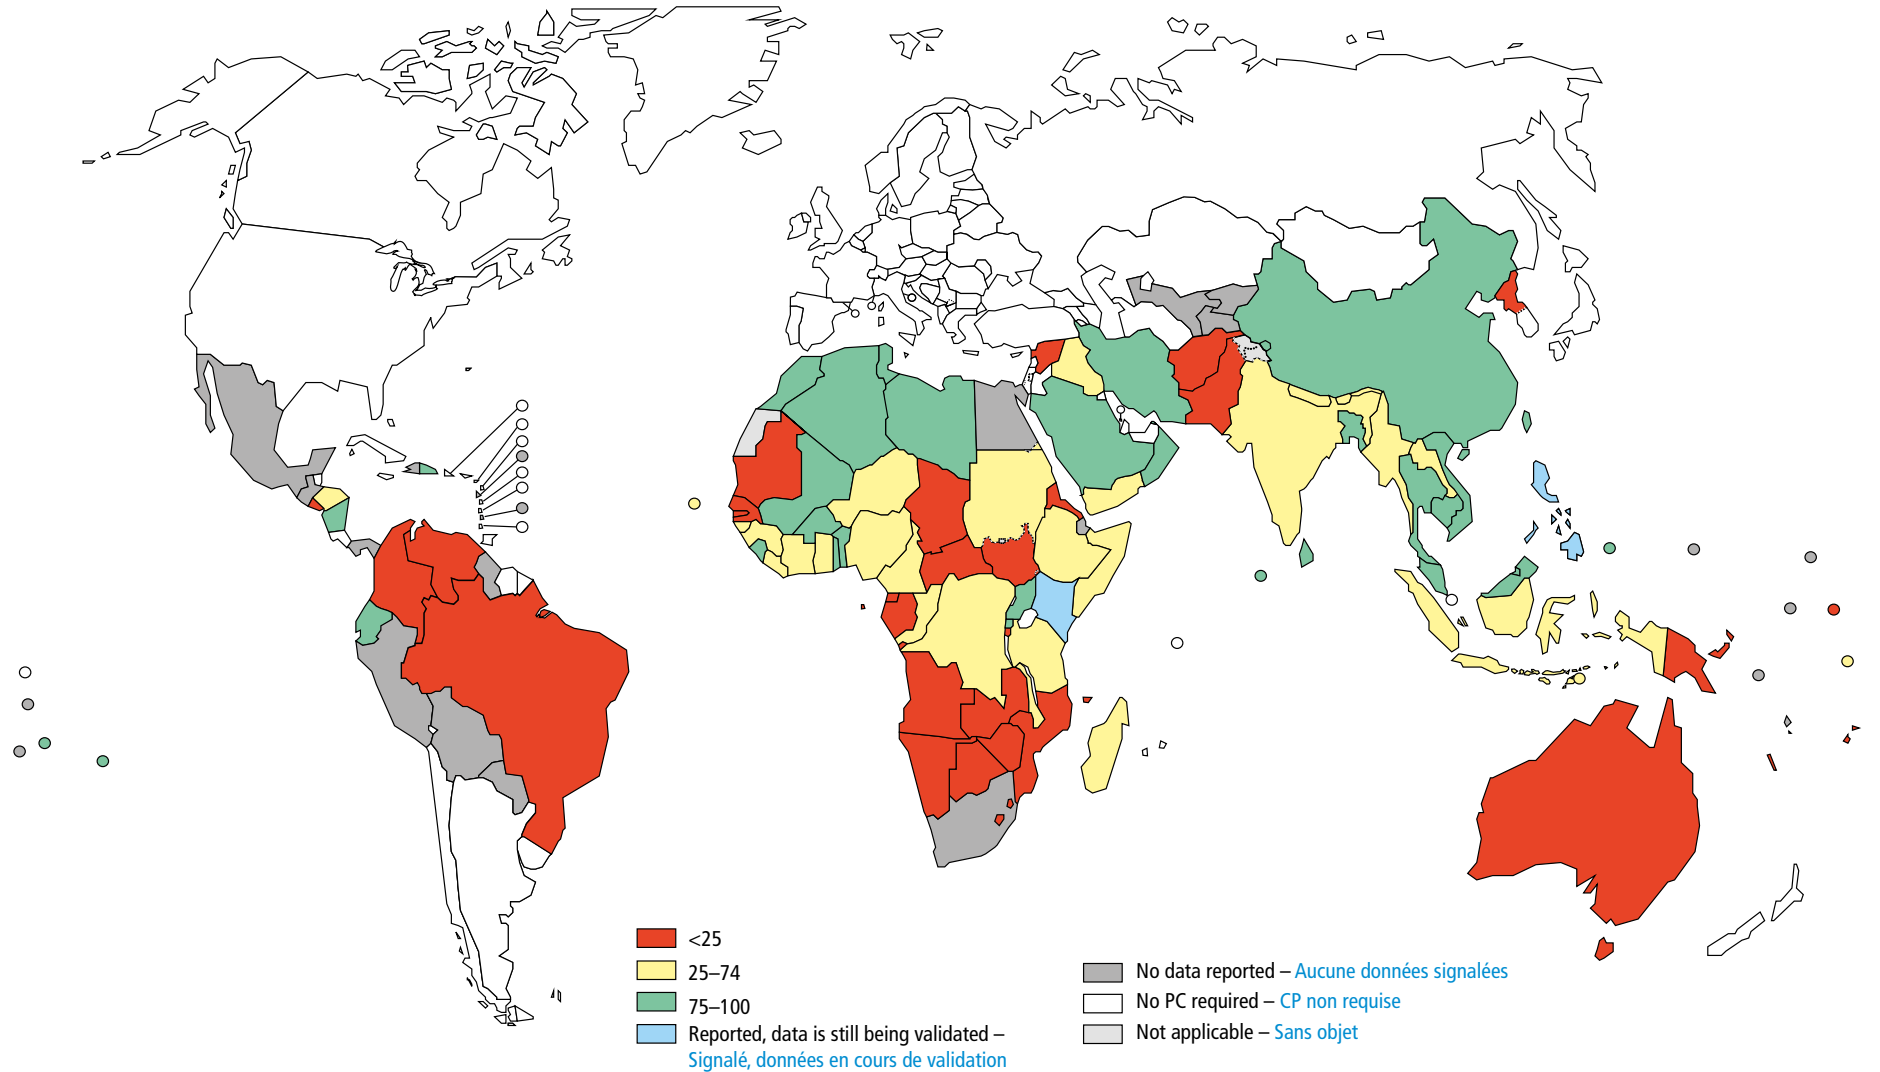 <25
25–74
75–100
Reported, data is still being validated –
Signalé, données en cours de validation
No data reported – Aucune données signalées
No PC required – CP non requise
Not applicable – Sans objet